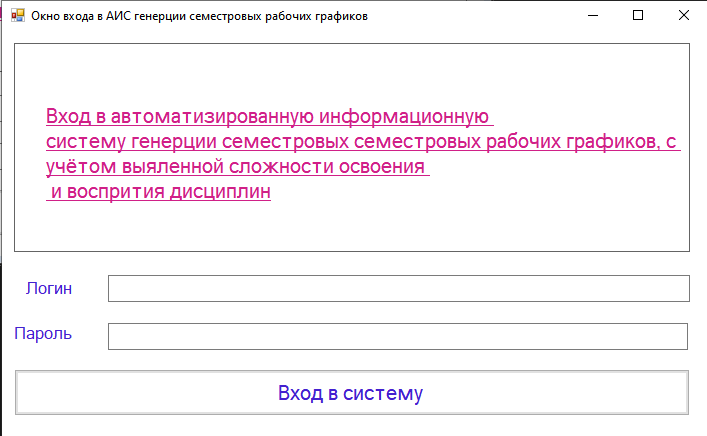 Окно входа в АИС генерции семестровых рабочих графиков
Вход в автоматизированную информационную
систему генерции семестровых семестровых рабочих графиков, с
учётом выяленной сложности освоения
и воспрития дисциплин
Логин
Пароль
Вход в систему